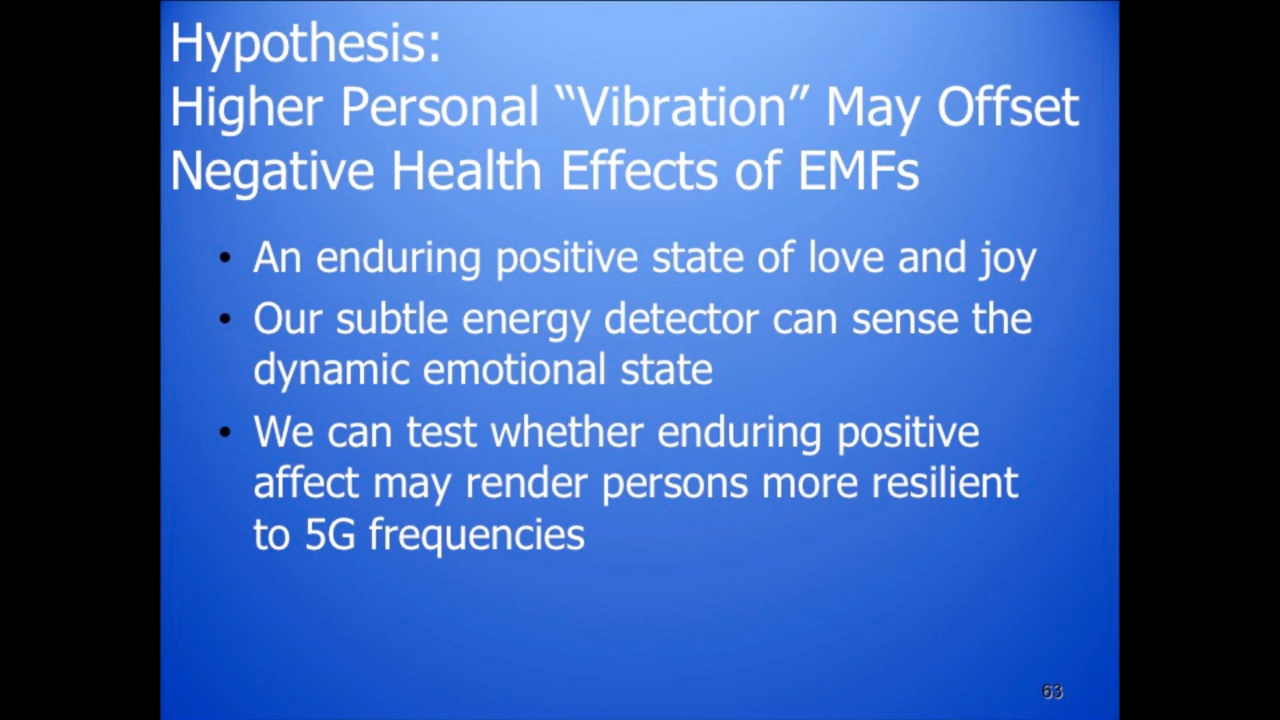 Hypothesis:
Higher Personal “Vibration” May Offset
Negative Health Effects of EMFs
• An enduring positive state of love and joy
• Our subtle energy detector can sense the
dynamic emotional state
• We can test whether enduring positive
affect may render persons more resilient
to 5G frequencies
63